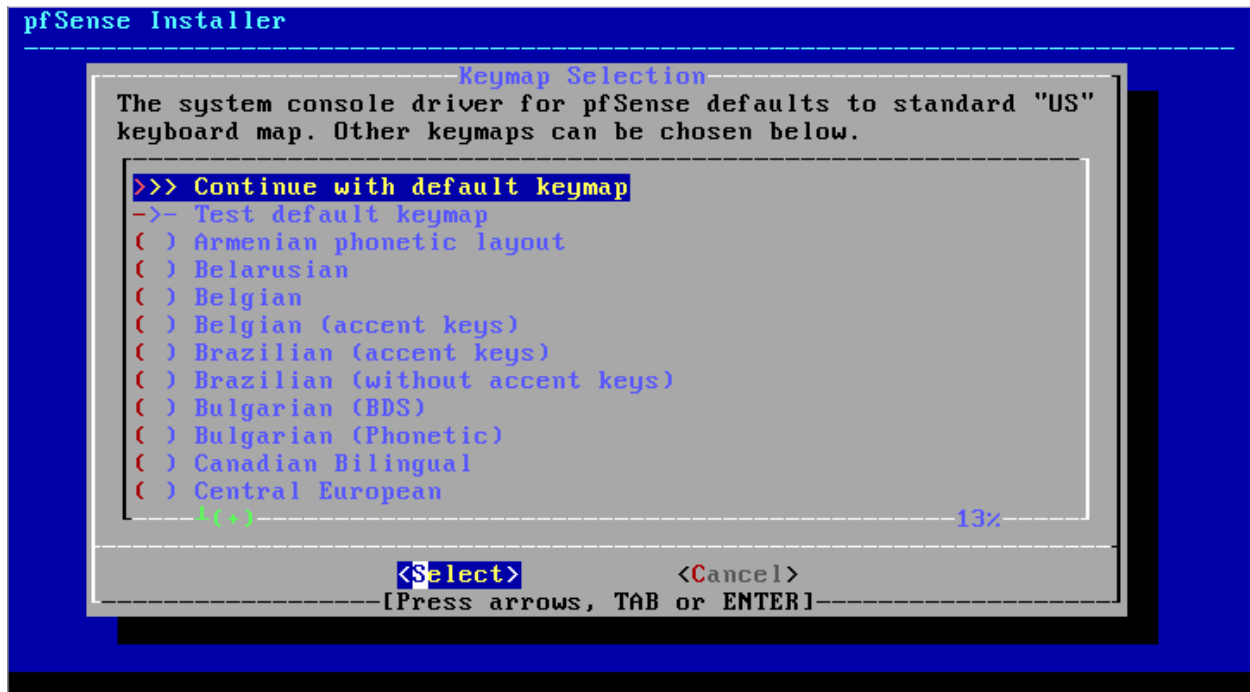 pfSense Installer
Keymap Selection
The system console driver for pfSense defaults to standard "US"
keyboard map. Other keymaps can be chosen below.
>>> Continue with default keymap
->- Test default keymap
( ) Armenian phonetic layout
( ) Belarusian
( ) Belgian
( ) Belgian (accent keys)
( ) Brazilian (accent keys)
( ) Brazilian (without accent keys)
( ) Bulgarian (BDS)
( ) Bulgarian (Phonetic)
( ) Canadian Bilingual
( ) Central European
┴(+) 13%
<Select> <Cancel>
[Press arrows, TAB or ENTER]